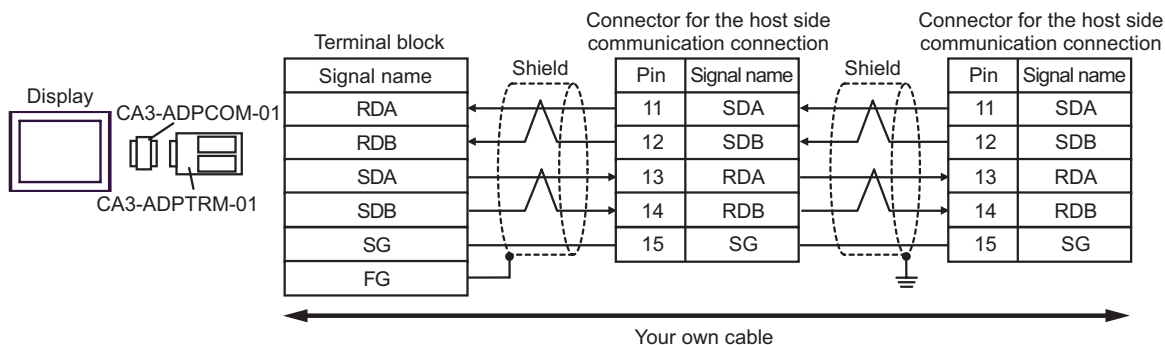 Display
CA3-ADPCOM-01
CA3-ADPTRM-01
Terminal block
Signal name
RDA
RDB
SDA
SDB
SG
FG
Shield
Connector for the host side
communication connection
Pin Signal name
11 SDA
12 SDB
13 RDA
14 RDB
15 SG
Shield
Connector for the host side
communication connection
Pin Signal name
11 SDA
12 SDB
13 RDA
14 RDB
15 SG
Your own cable